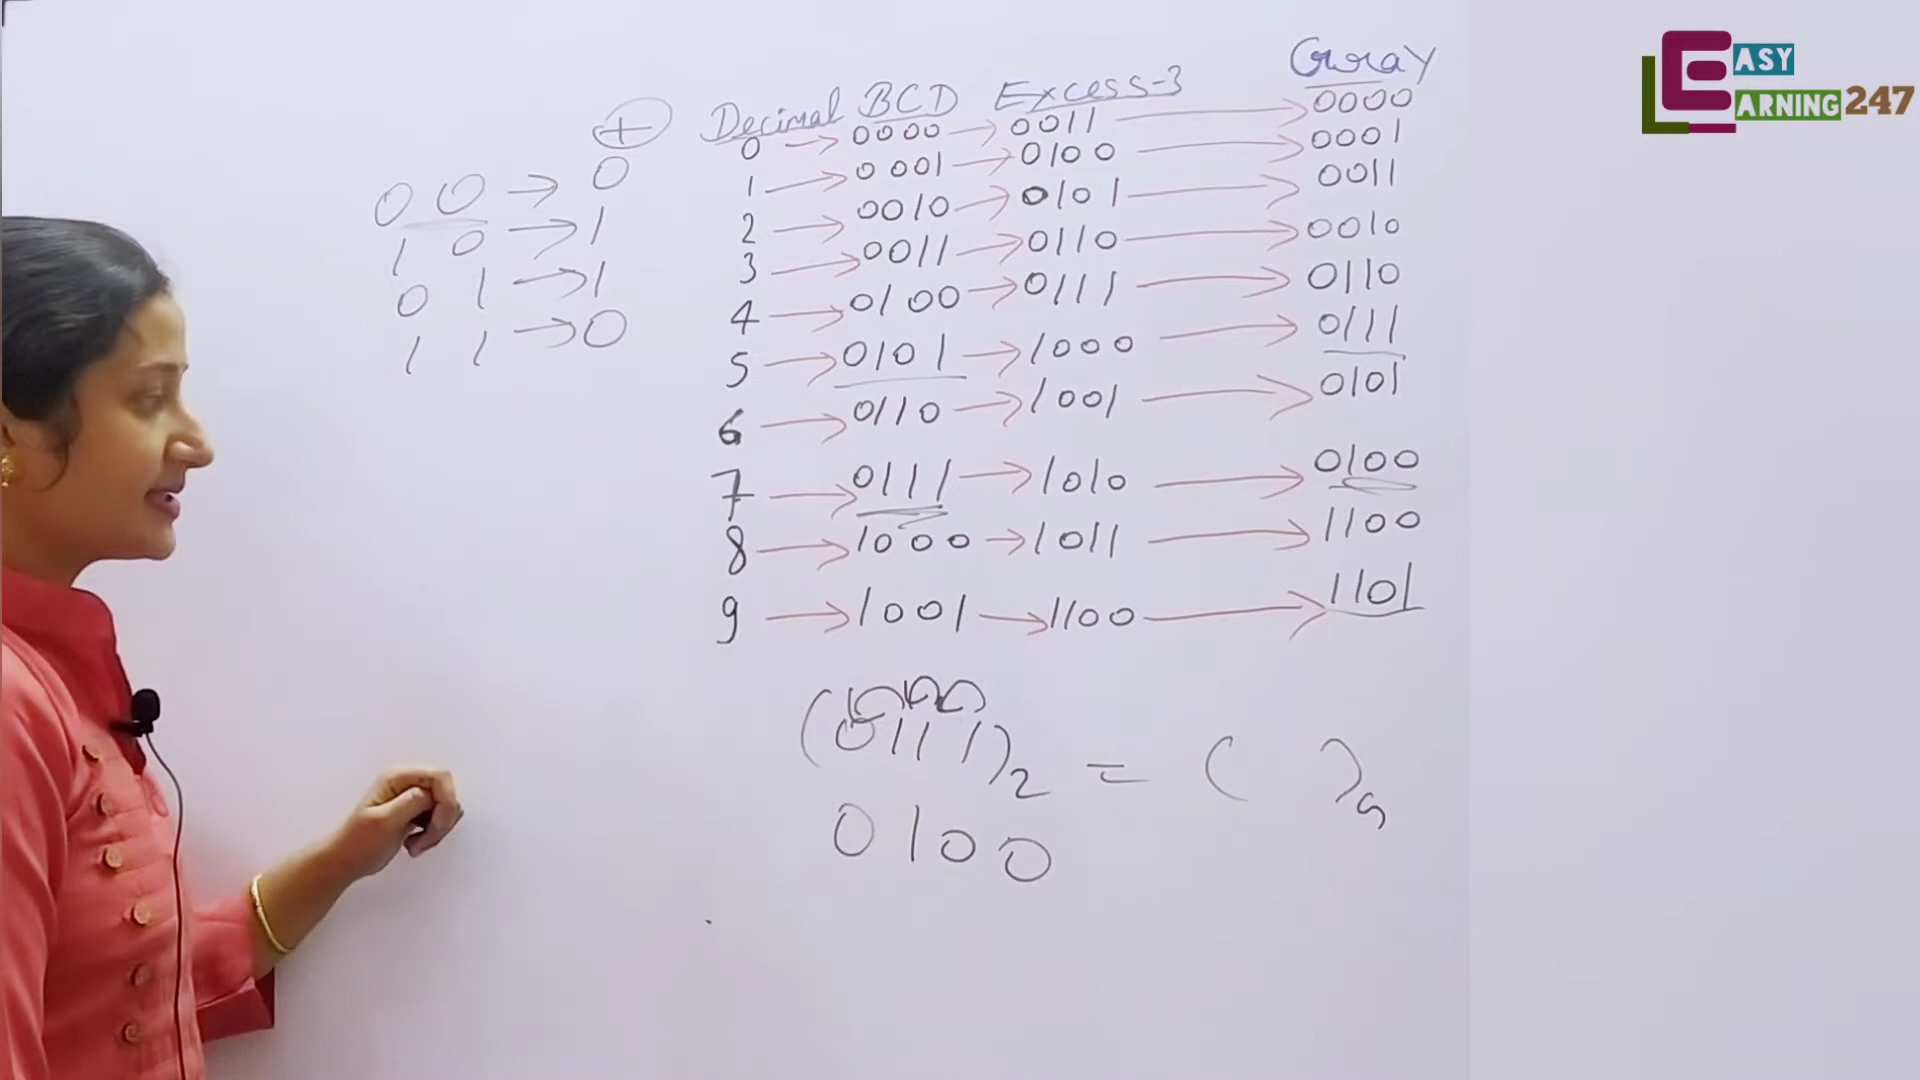 EASY
EARNING 247
Decimal BCD Excess-3 Gray
0 → 0000 → 0011 → 0000
1 → 0001 → 0100 → 0001
2 → 0010 → 0101 → 0011
3 → 0011 → 0110 → 0010
4 → 0100 → 0111 → 0110
5 → 0101 → 1000 → 0111
6 → 0110 → 1001 → 0101
7 → 0111 → 1010 → 0100
8 → 1000 → 1011 → 1100
9 → 1001 → 1100 → 1101
+
0 0 → 0
1 0 → 1
0 1 → 1
1 1 → 0
(0111)2 = ( )
0100